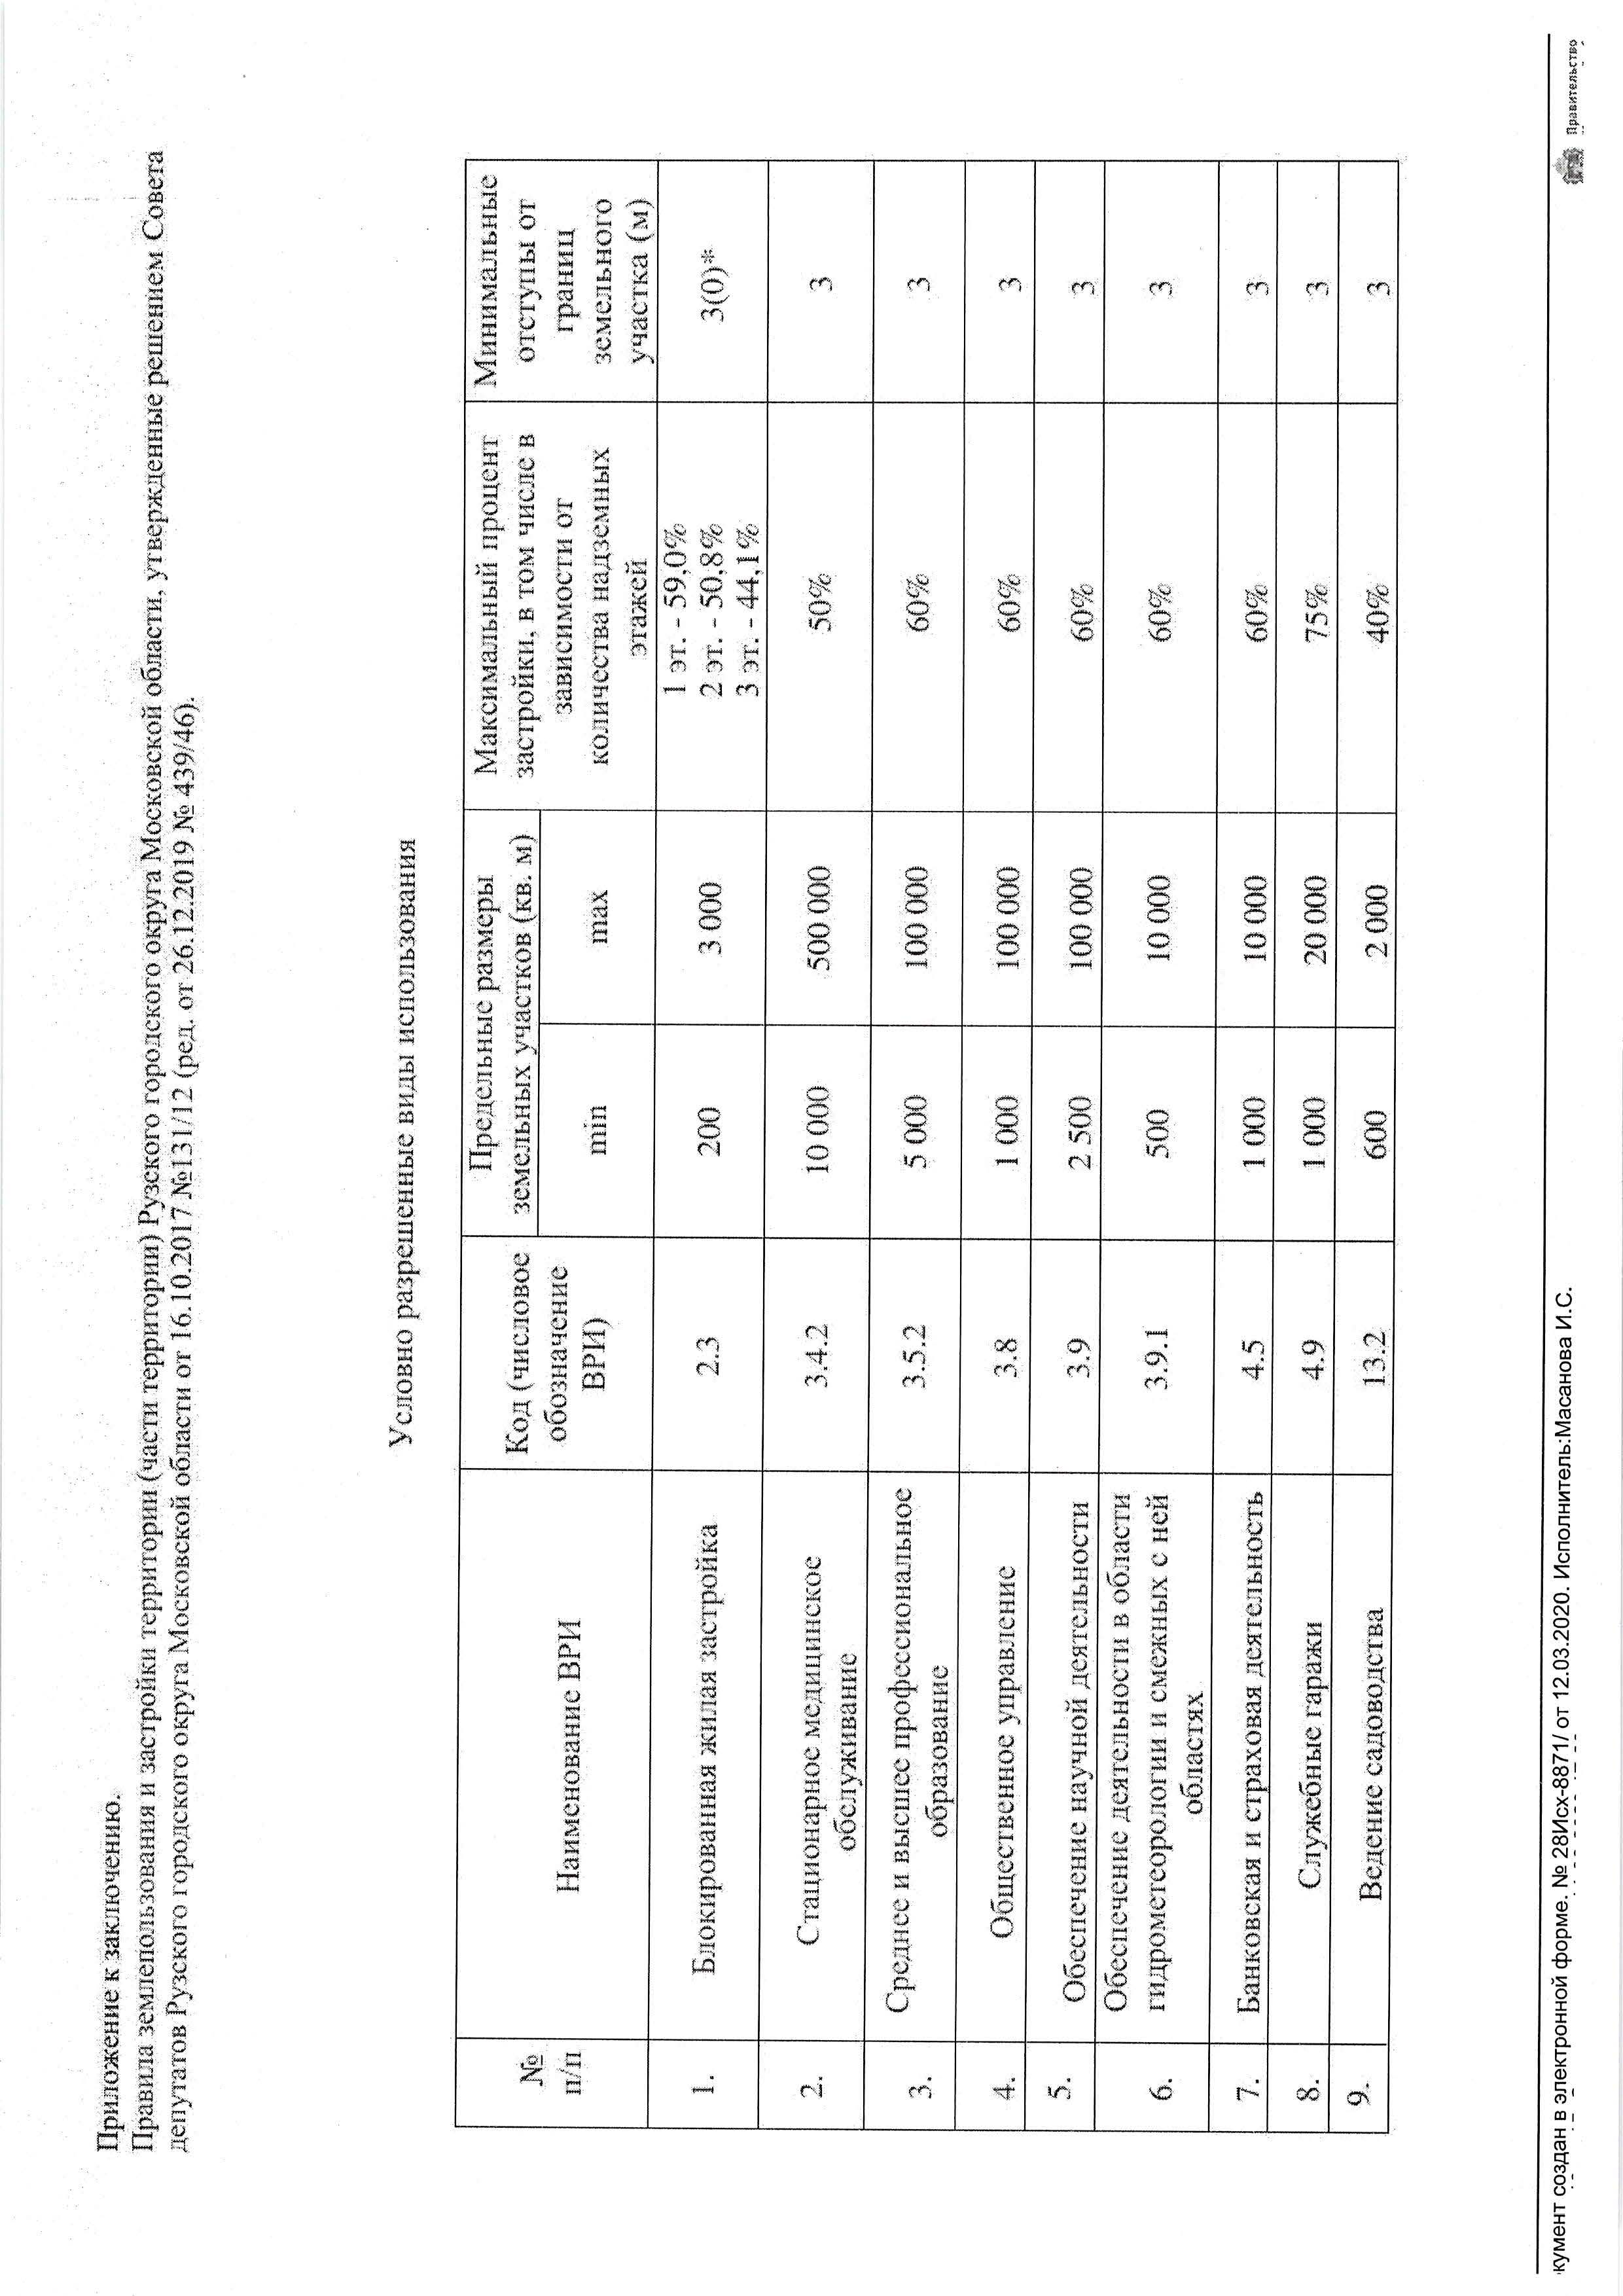 Приложение к заключению.
Правила землепользования и застройки территории (части территории) Рузского городского округа Московской области, утвержденные решением Совета
депутатов Рузского городского округа Московской области от 16.10.2017 №131/12 (ред. от 26.12.2019 № 439/46).
Условно разрешенные виды использования
№
п/п
Наименование ВРИ
Код (числовое
обозначение
ВРИ)
Предельные размеры
земельных участков (кв. м)
min
max
Максимальный процент
застройки, в том числе в
зависимости от
количества надземных
этажей
Минимальные
отступы от
границ
земельного
участка (м)
1.
Блокированная жилая застройка
2.3
200
3 000
1 эт. - 59,0%
2 эт. - 50,8%
3 эт. - 44,1%
3(0)*
2.
Стационарное медицинское
обслуживание
3.4.2
10 000
500 000
50%
3
3.
Среднее и высшее профессиональное
образование
3.5.2
5 000
100 000
60%
3
4.
Общественное управление
3.8
1 000
100 000
60%
3
5.
Обеспечение научной деятельности
3.9
2 500
100 000
60%
3
6.
Обеспечение деятельности в области
гидрометеорологии и смежных с ней
областях
3.9.1
500
10 000
60%
3
7.
Банковская и страховая деятельность
4.5
1 000
10 000
60%
3
8.
Служебные гаражи
4.9
1 000
20 000
75%
3
9.
Ведение садоводства
13.2
600
2 000
40%
3
кумент создан в электронной форме. № 28Исх-8871/ от 12.03.2020. Исполнитель:Масанова И.С.
Правительство